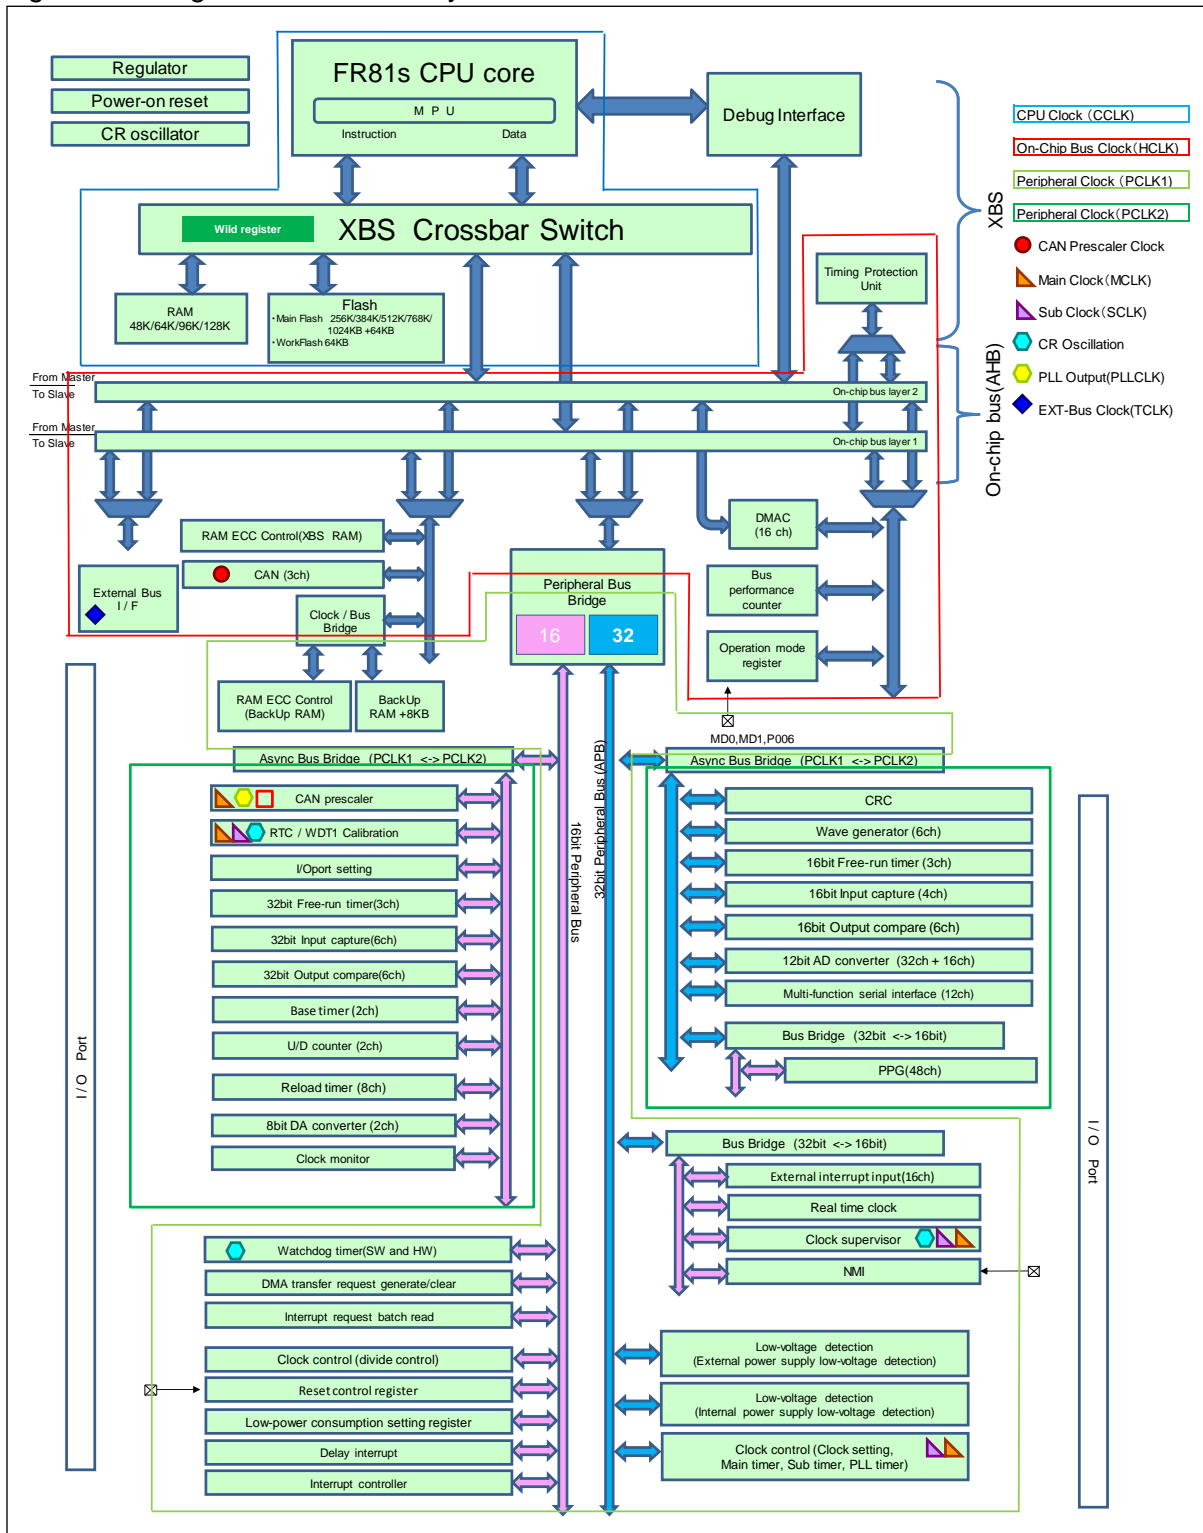 Regulator
Power-on reset
CR oscillator
FR81s CPU core
M P U
Instruction
Data
Debug Interface
CPU Clock (CCLK)
On-Chip Bus Clock(HCLK)
Peripheral Clock (PCLK1)
Peripheral Clock(PCLK2)
CAN Prescaler Clock
Main Clock(MCLK)
Sub Clock(SCLK)
CR Oscillation
PLL Output(PLLCLK)
EXT-Bus Clock(TCLK)
XBS
On-chip bus(AHB)
Wild register
XBS Crossbar Switch
RAM
48K/64K/96K/128K
Flash
・Main Flash 256K/384K/512K/768K/
1024KB +64KB
・WorkFlash 64KB
Timing Protection
Unit
From Master
To Slave
On-chip bus layer 2
From Master
To Slave
On-chip bus layer 1
RAM ECC Control(XBS RAM)
CAN (3ch)
External Bus
I / F
Clock / Bus
Bridge
RAM ECC Control
(BackUp RAM)
BackUp
RAM +8KB
Peripheral Bus
Bridge
16
32
DMAC
(16 ch)
Bus
performance
counter
Operation mode
register
MD0,MD1,P006
I / O Port
16bit Peripheral Bus
32bit Peripheral Bus (APB)
I / O Port
Async Bus Bridge (PCLK1 <-> PCLK2)
CAN prescaler
RTC / WDT1 Calibration
I/Oport setting
32bit Free-run timer(3ch)
32bit Input capture(6ch)
32bit Output compare(6ch)
Base timer (2ch)
U/D counter (2ch)
Reload timer (8ch)
8bit DA converter (2ch)
Clock monitor
Async Bus Bridge (PCLK1 <-> PCLK2)
CRC
Wave generator (6ch)
16bit Free-run timer (3ch)
16bit Input capture (4ch)
16bit Output compare (6ch)
12bit AD converter (32ch + 16ch)
Multi-function serial interface (12ch)
Bus Bridge (32bit <-> 16bit)
PPG(48ch)
Bus Bridge (32bit <-> 16bit)
External interrupt input(16ch)
Real time clock
Clock supervisor
NMI
Watchdog timer(SW and HW)
DMA transfer request generate/clear
Interrupt request batch read
Clock control (divide control)
Reset control register
Low-power consumption setting register
Delay interrupt
Interrupt controller
Low-voltage detection
(External power supply low-voltage detection)
Low-voltage detection
(Internal power supply low-voltage detection)
Clock control (Clock setting,
Main timer, Sub timer, PLL timer)